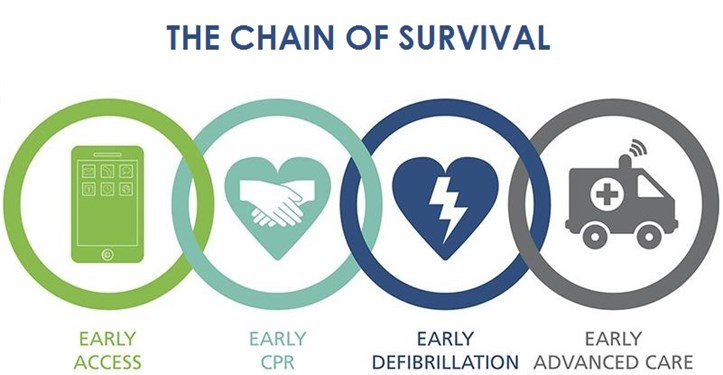 THE CHAIN OF SURVIVAL
EARLY
ACCESS
EARLY
CPR
EARLY
DEFIBRILLATION
EARLY
ADVANCED CARE